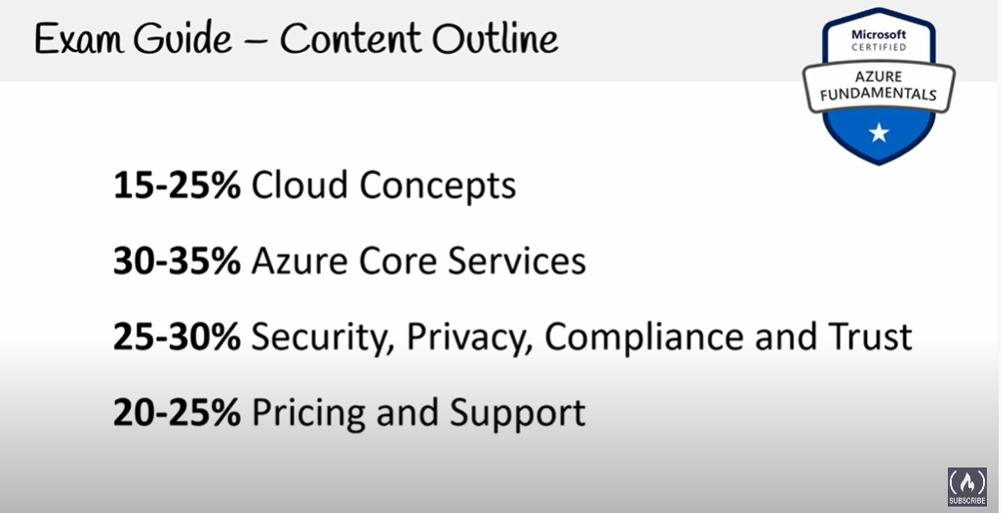 Exam Guide – Content Outline
Microsoft
CERTIFIED
AZURE
FUNDAMENTALS
15-25% Cloud Concepts
30-35% Azure Core Services
25-30% Security, Privacy, Compliance and Trust
20-25% Pricing and Support
SUBSCRIBE